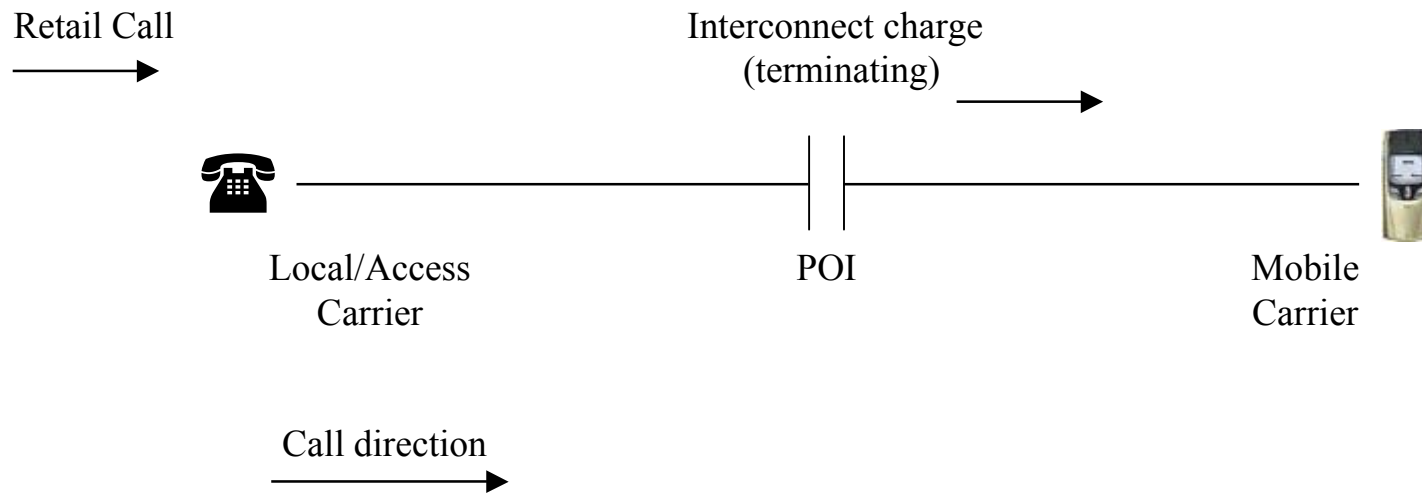 Retail Call
Interconnect charge
(terminating)
Local/Access
Carrier
POI
Mobile
Carrier
Call direction